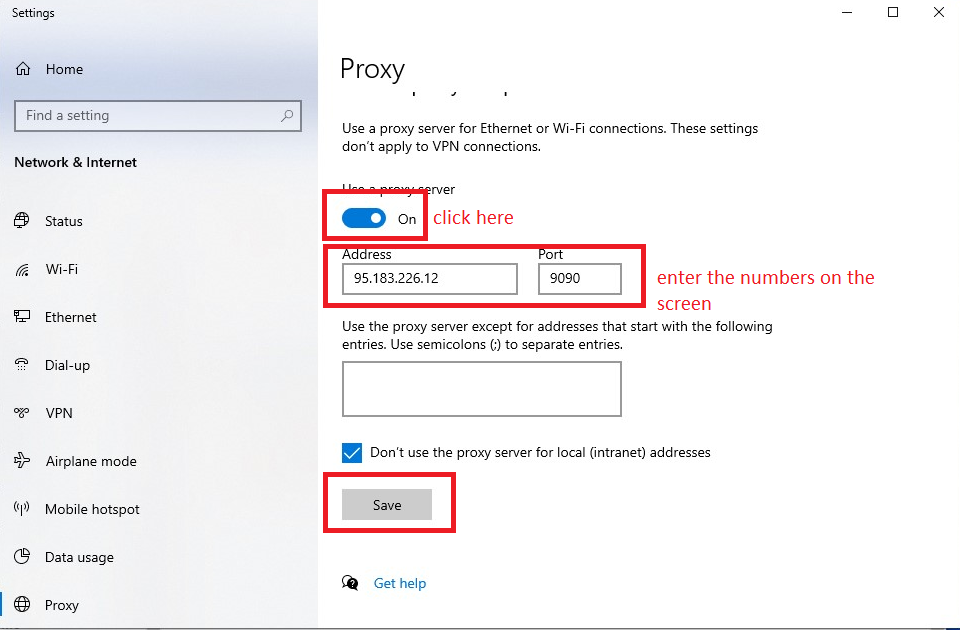 Settings
Home
Find a setting
Network & Internet
Status
Wi-Fi
Ethernet
Dial-up
VPN
Airplane mode
Mobile hotspot
Data usage
Proxy
Proxy
Use a proxy server for Ethernet or Wi-Fi connections. These settings
don't apply to VPN connections.
Use a proxy server
On
click here
Address
Port
95.183.226.12
9090
enter the numbers on the
screen
Use the proxy server except for addresses that start with the following
entries. Use semicolons (;) to separate entries.
Don't use the proxy server for local (intranet) addresses
Save
Get help